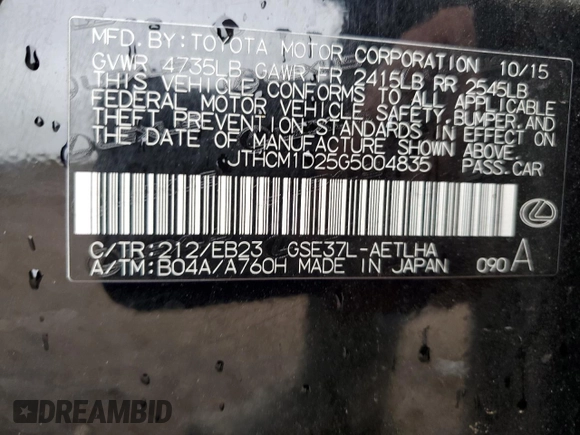 MFD. BY: TOYOTA MOTOR CORPORATION 10/15
GVWR 4735LB GAWR FR 2415LB RR 2545LB
THIS VEHICLE CONFORMS TO ALL APPLICABLE
FEDERAL MOTOR VEHICLE SAFETY, BUMPER, AND
THEFT PREVENTION STANDARDS IN EFFECT ON
THE DATE OF MANUFACTURE SHOWN ABOVE.
JTHCM1D25G5004835 PASS. CAR
C/TR: 212/EB23 GSE37L-AETLHA
A/TM: B04A/A760H MADE IN JAPAN 090 A
DREAMBID